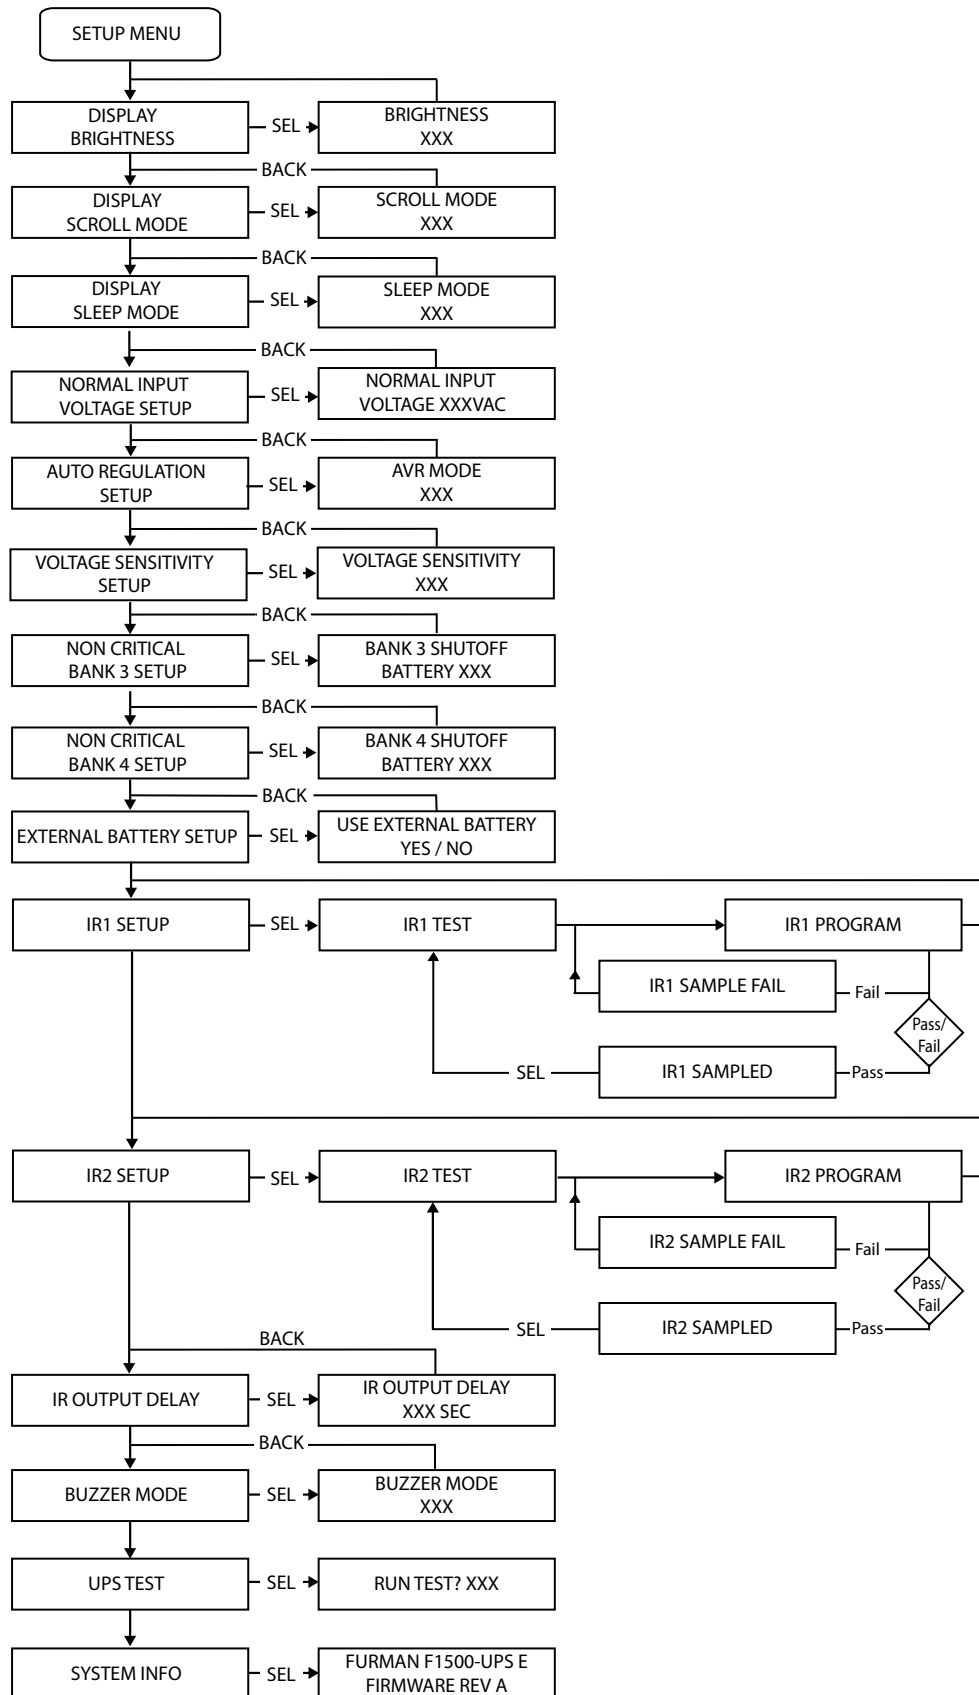 SETUP MENU
DISPLAY
BRIGHTNESS
SEL
BRIGHTNESS
XXX
BACK
DISPLAY
SCROLL MODE
SEL
SCROLL MODE
XXX
BACK
DISPLAY
SLEEP MODE
SEL
SLEEP MODE
XXX
BACK
NORMAL INPUT
VOLTAGE SETUP
SEL
NORMAL INPUT
VOLTAGE XXXVAC
BACK
AUTO REGULATION
SETUP
SEL
AVR MODE
XXX
BACK
VOLTAGE SENSITIVITY
SETUP
SEL
VOLTAGE SENSITIVITY
XXX
BACK
NON CRITICAL
BANK 3 SETUP
SEL
BANK 3 SHUTOFF
BATTERY XXX
BACK
NON CRITICAL
BANK 4 SETUP
SEL
BANK 4 SHUTOFF
BATTERY XXX
BACK
EXTERNAL BATTERY SETUP
SEL
USE EXTERNAL BATTERY
YES / NO
IR1 SETUP
SEL
IR1 TEST
IR1 PROGRAM
IR1 SAMPLE FAIL
Fail
Pass/
Fail
SEL
IR1 SAMPLED
Pass
IR2 SETUP
SEL
IR2 TEST
IR2 PROGRAM
IR2 SAMPLE FAIL
Fail
Pass/
Fail
SEL
IR2 SAMPLED
Pass
BACK
IR OUTPUT DELAY
SEL
IR OUTPUT DELAY
XXX SEC
BACK
BUZZER MODE
SEL
BUZZER MODE
XXX
UPS TEST
SEL
RUN TEST? XXX
SYSTEM INFO
SEL
FURMAN F1500-UPS E
FIRMWARE REV A